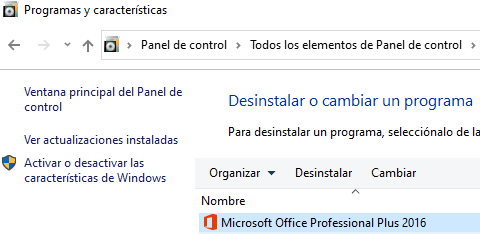 Programas y características
Panel de control > Todos los elementos de Panel de control >
Ventana principal del Panel de
control
Desinstalar o cambiar un programa
Ver actualizaciones instaladas
Para desinstalar un programa, selecciónalo de la
Activar o desactivar las
características de Windows
Organizar Desinstalar Cambiar
Nombre
Microsoft Office Professional Plus 2016